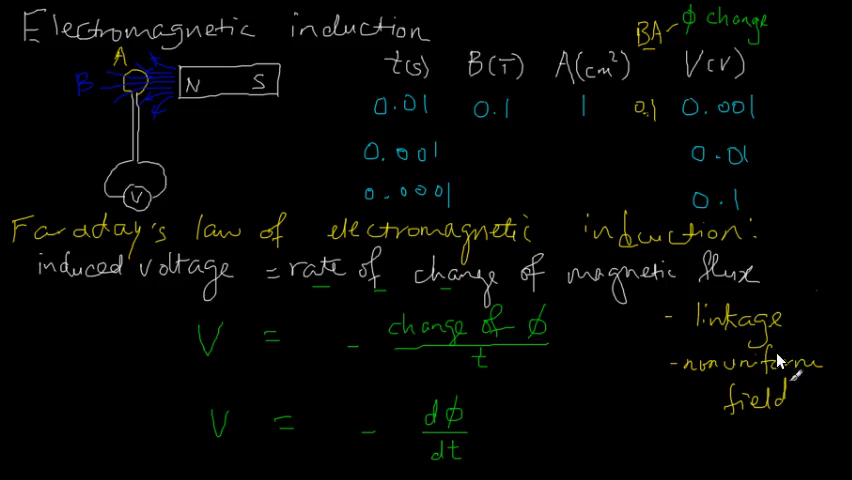 Electromagnetic induction
BA - ϕ change
t(s) B(T) A(cm²) V(V)
0.01 0.1 1 0.1 0.001
0.001 0.01
0.0001 0.1
A
B
N S
V
Faraday's law of electromagnetic induction:
induced voltage = rate of change of magnetic flux
V = - change of ϕ / t
- linkage
- nonuniform
field
V = - dϕ / dt